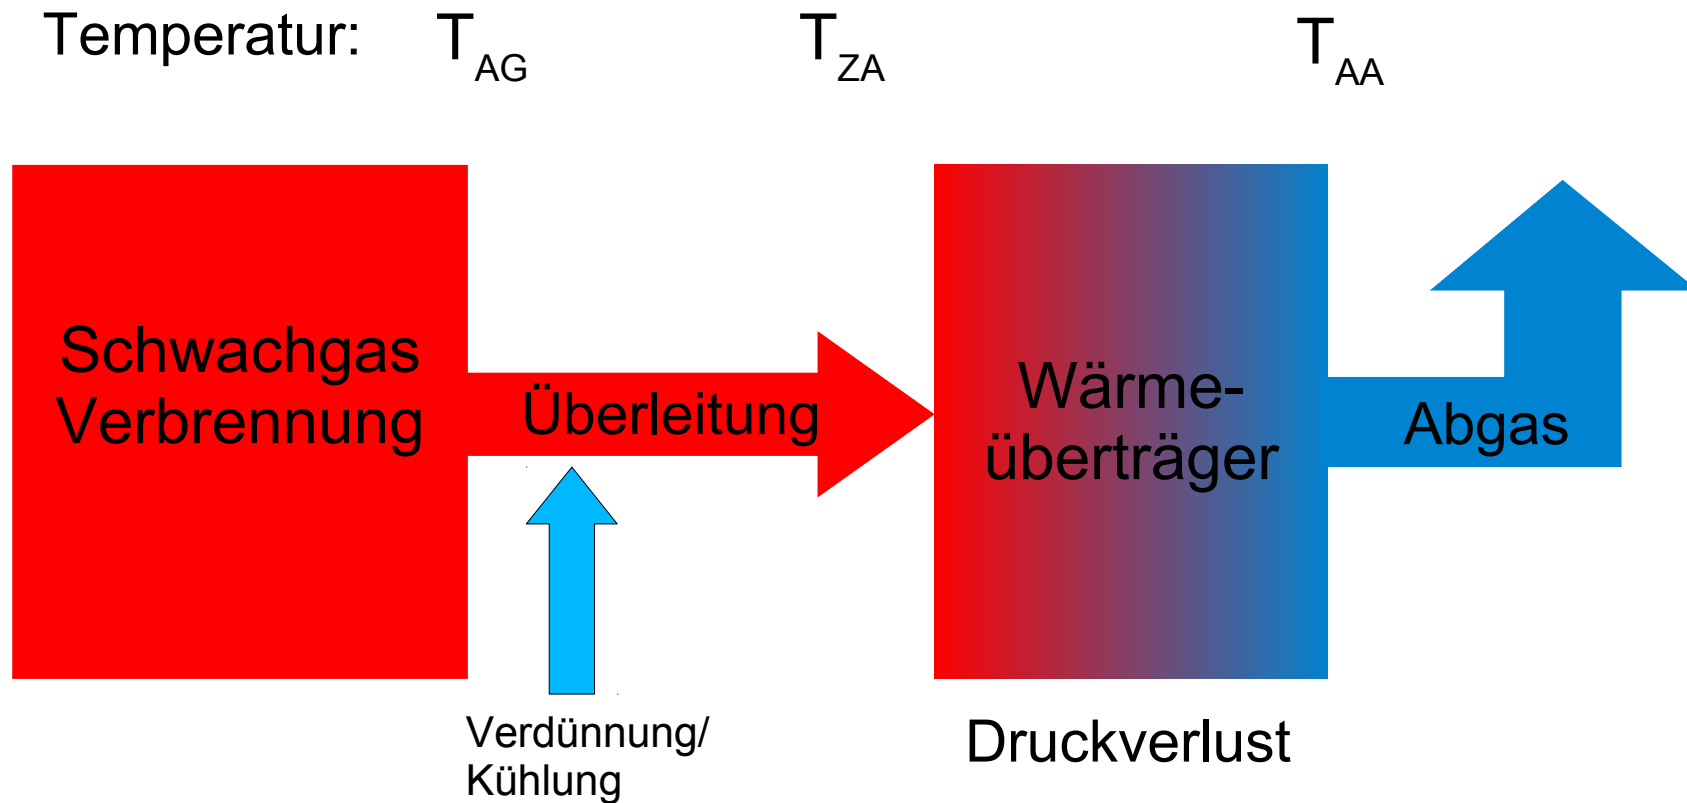 Temperatur: T_AG T_ZA T_AA
Schwachgas
Verbrennung
Überleitung
Wärme-
überträger
Abgas
Verdünnung/
Kühlung
Druckverlust